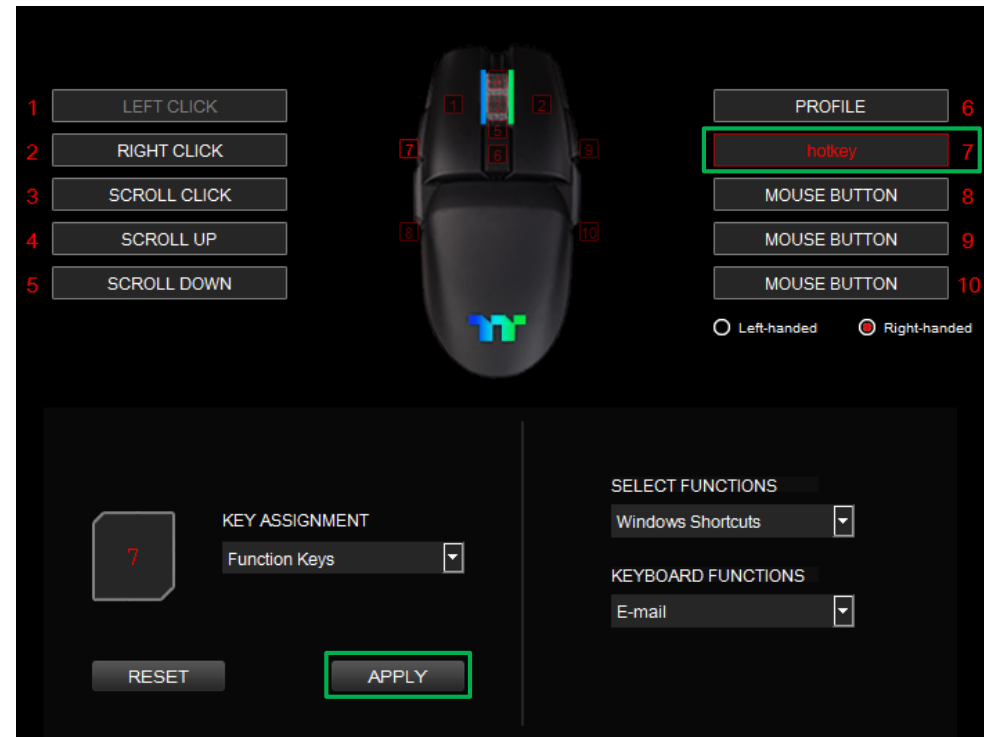 1 LEFT CLICK
2 RIGHT CLICK
3 SCROLL CLICK
4 SCROLL UP
5 SCROLL DOWN
1
2
5
6
7
8
9
10
PROFILE 6
hotkey 7
MOUSE BUTTON 8
MOUSE BUTTON 9
MOUSE BUTTON 10
Left-handed Right-handed
7
KEY ASSIGNMENT
Function Keys
RESET APPLY
SELECT FUNCTIONS
Windows Shortcuts
KEYBOARD FUNCTIONS
E-mail